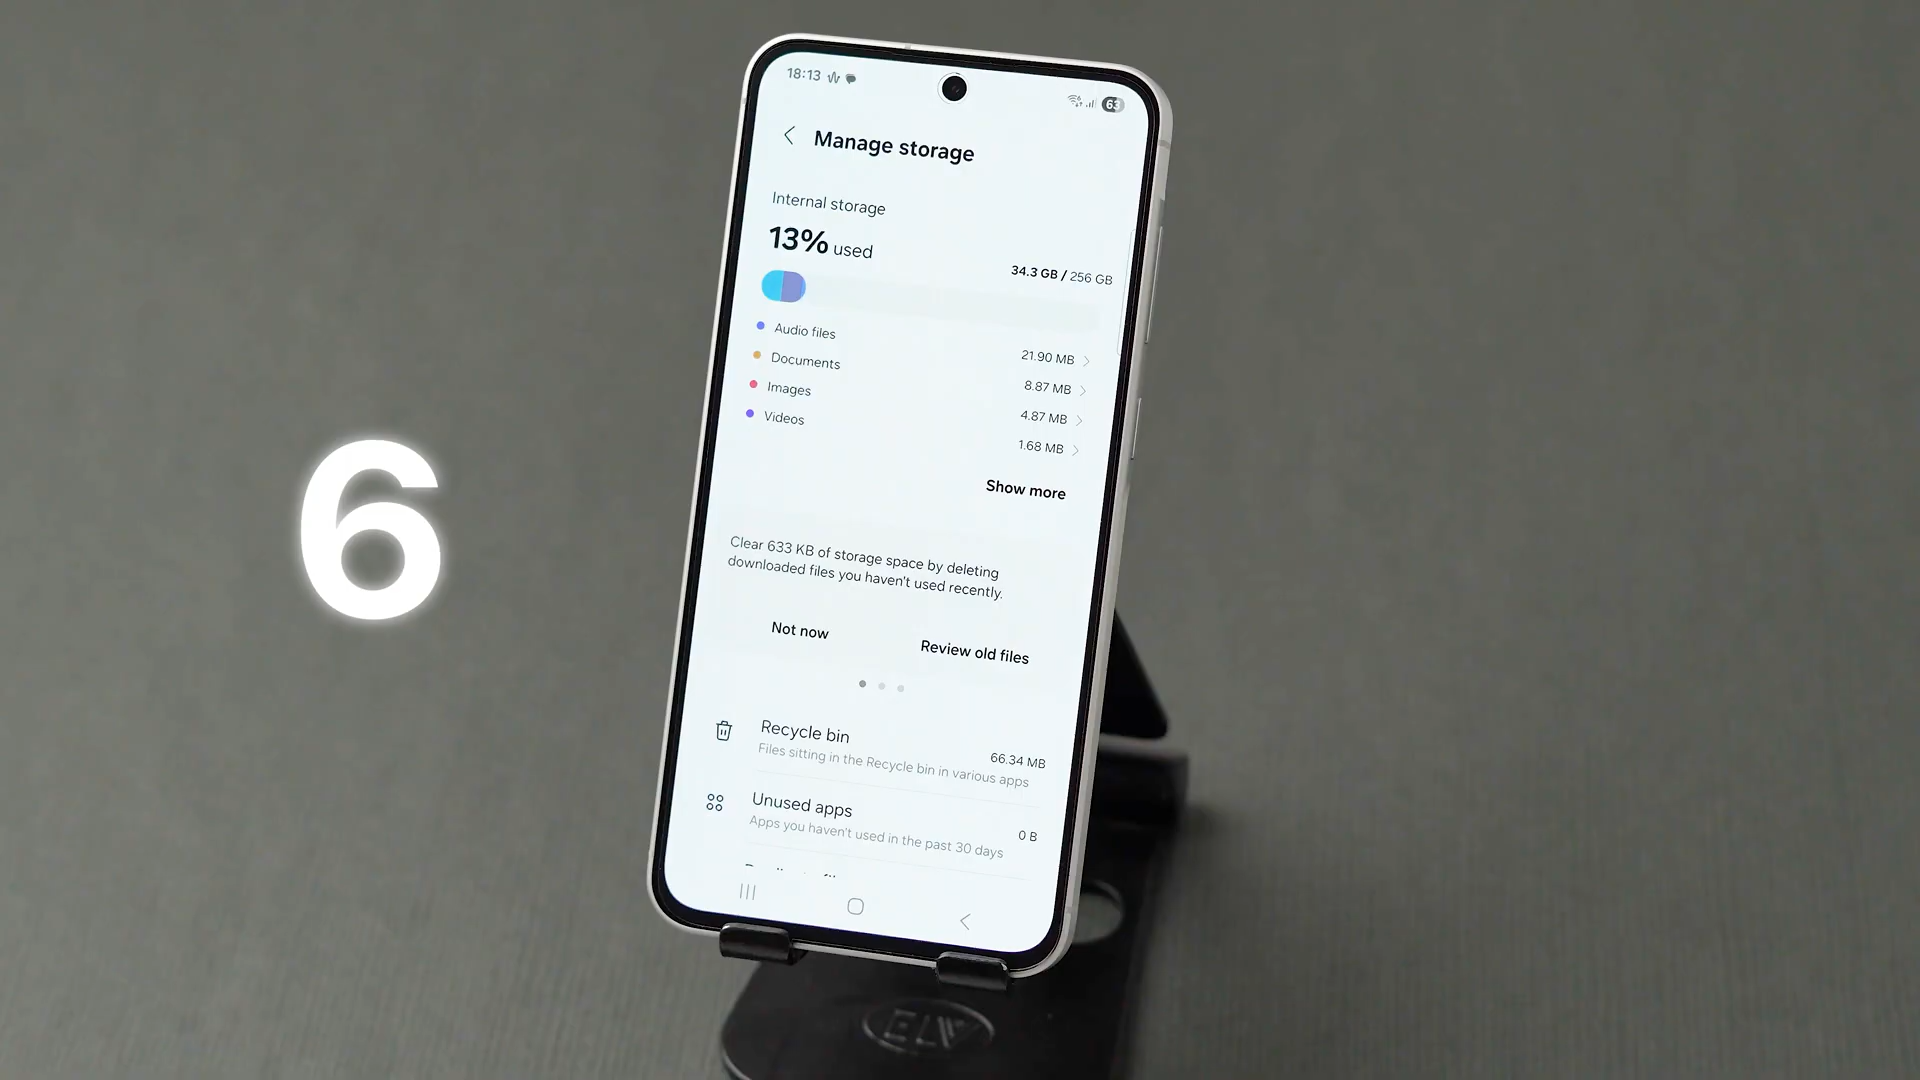 18:13
63
Manage storage
Internal storage
13% used
34.3 GB / 256 GB
Audio files 21.90 MB
Documents 8.87 MB
Images 4.87 MB
Videos 1.68 MB
Show more
Clear 633 KB of storage space by deleting
downloaded files you haven't used recently.
Not now
Review old files
Recycle bin
66.34 MB
Files sitting in the Recycle bin in various apps
Unused apps
0 B
Apps you haven't used in the past 30 days
6